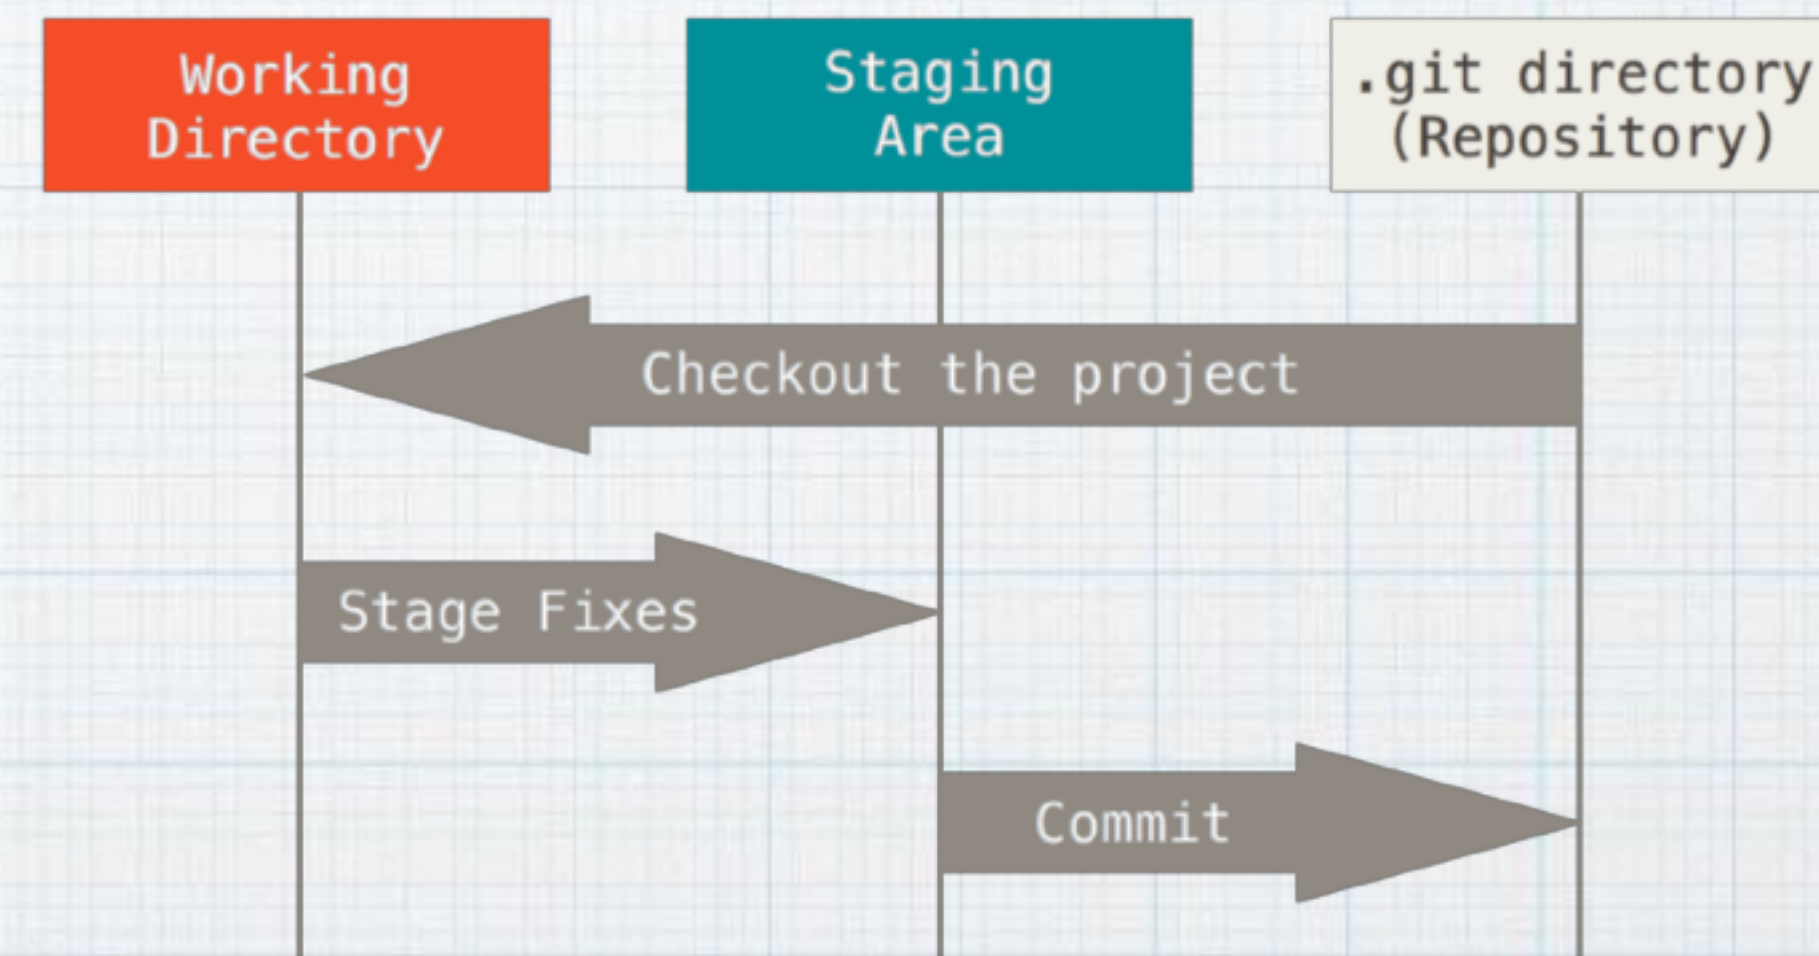 Working
Directory
Staging
Area
.git directory
(Repository)
Checkout the project
Stage Fixes
Commit